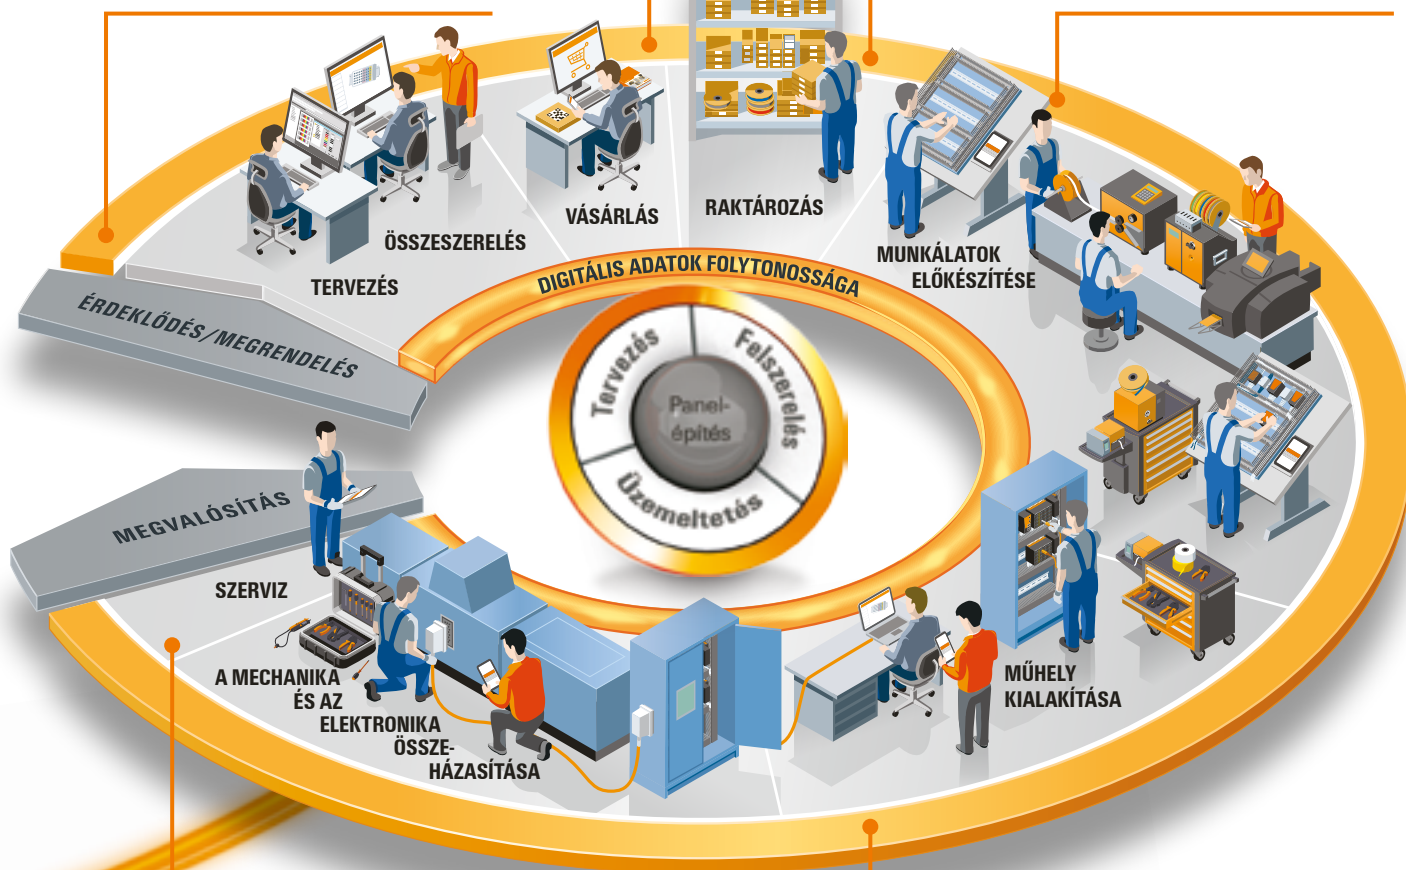 VÁSÁRLÁS
RAKTÁROZÁS
ÖSSZESZERELÉS
TERVEZÉS
MUNKÁLATOK
ELŐKÉSZÍTÉSE
DIGITÁLIS ADATOK FOLYTONOSSÁGA
ÉRDEKLŐDÉS/MEGRENDELÉS
Tervezés
Felszerelés
Panel-
építés
Üzemeltetés
MEGVALÓSÍTÁS
SZERVIZ
A MECHANIKA
ÉS AZ
ELEKTRONIKA
ÖSSZE-
HÁZASÍTÁSA
MŰHELY
KIALAKÍTÁSA